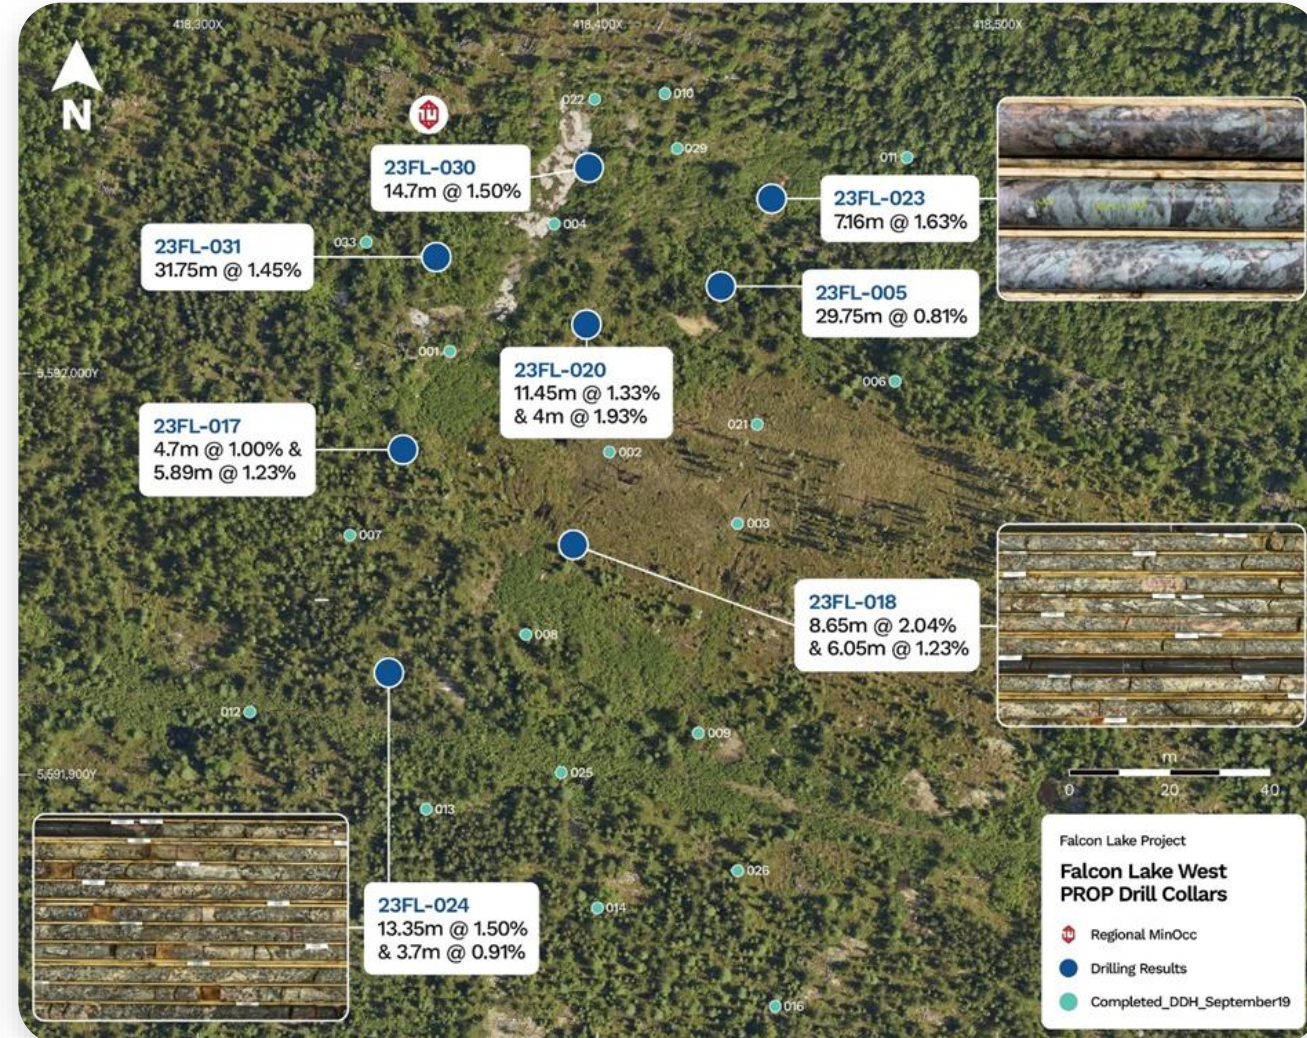 418,300X
418,400X
418,500X
N
022
010
029
011
23FL-030
14.7m @ 1.50%
23FL-023
7.16m @ 1.63%
004
033
23FL-031
31.75m @ 1.45%
23FL-005
29.75m @ 0.81%
001
5,592,000Y
23FL-020
11.45m @ 1.33%
& 4m @ 1.93%
006
23FL-017
4.7m @ 1.00% &
5.89m @ 1.23%
021
002
003
007
23FL-018
8.65m @ 2.04%
& 6.05m @ 1.23%
008
012
009
5,591,900Y
025
m
0 20 40
013
026
014
016
23FL-024
13.35m @ 1.50%
& 3.7m @ 0.91%
Falcon Lake Project
Falcon Lake West
PROP Drill Collars
Regional MinOcc
Drilling Results
Completed_DDH_September19